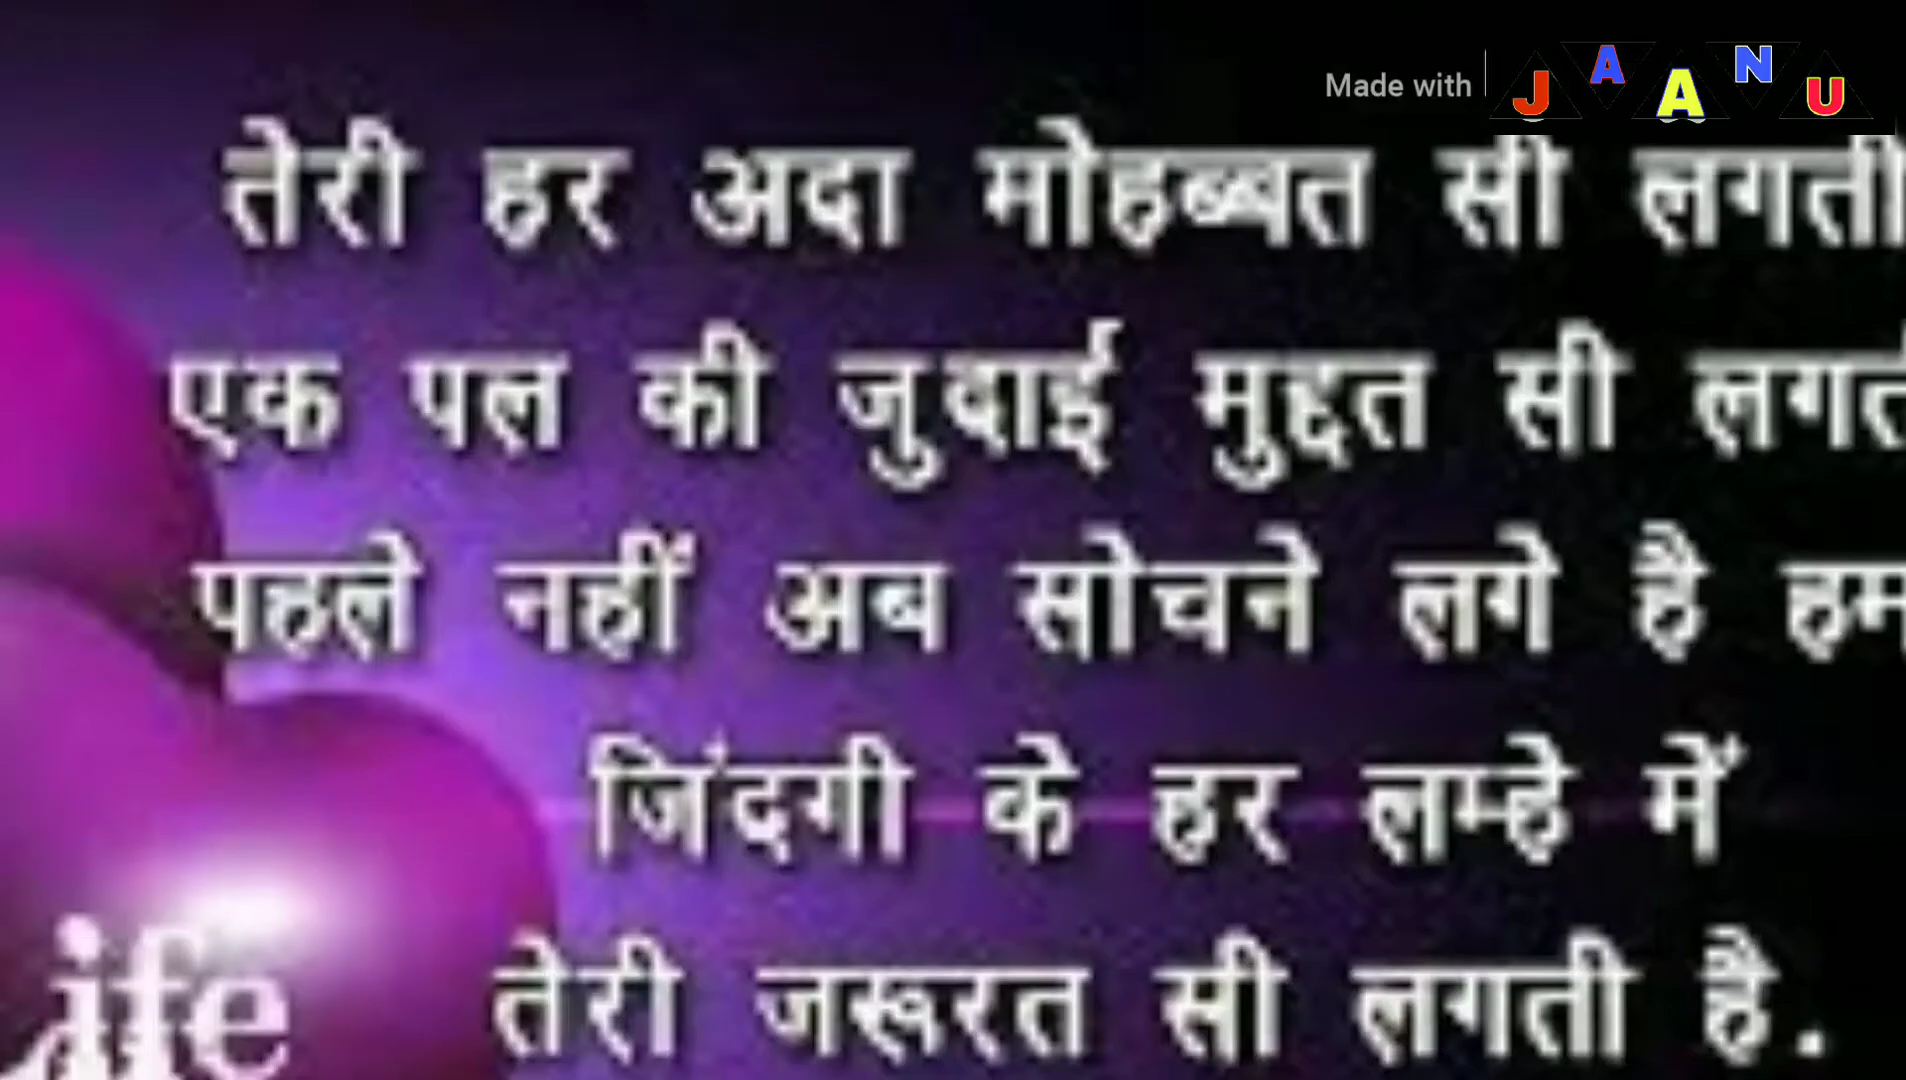 Made with JAANU
तेरी हर अदा मोहब्बत सी लगती
एक पल की जुदाई मुद्दत सी लगती
पहले नहीं अब सोचने लगे है हम
जिंदगी के हर लम्हे में
तेरी जरूरत सी लगती है.
ife